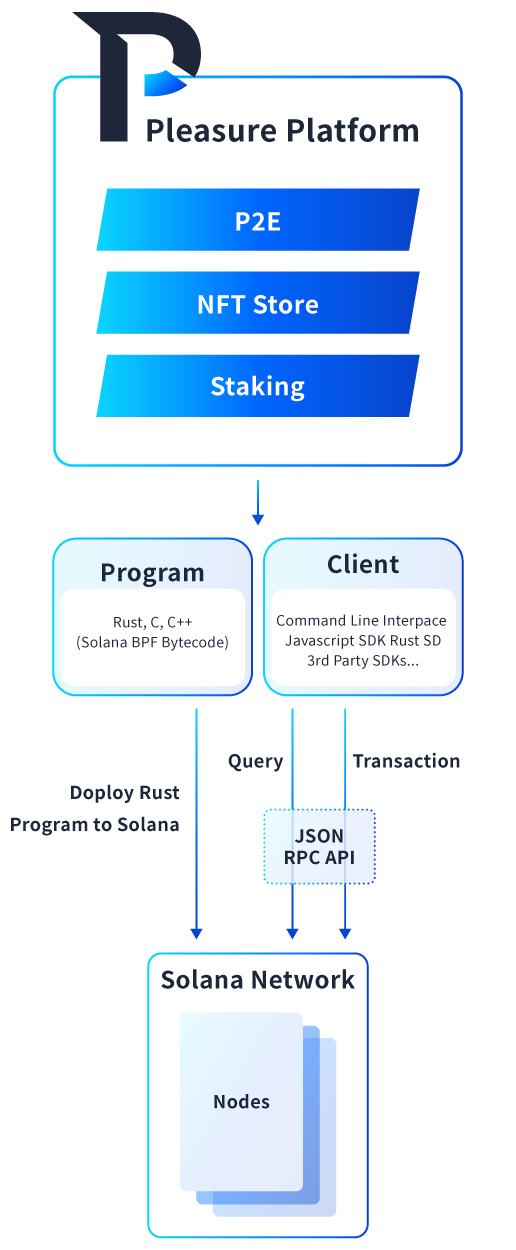 Pleasure Platform
P2E
NFT Store
Staking
Program
Rust, C, C++
(Solana BPF Bytecode)
Client
Command Line Interpace
Javascript SDK Rust SD
3rd Party SDKs...
Doploy Rust
Program to Solana
Query
Transaction
JSON
RPC API
Solana Network
Nodes